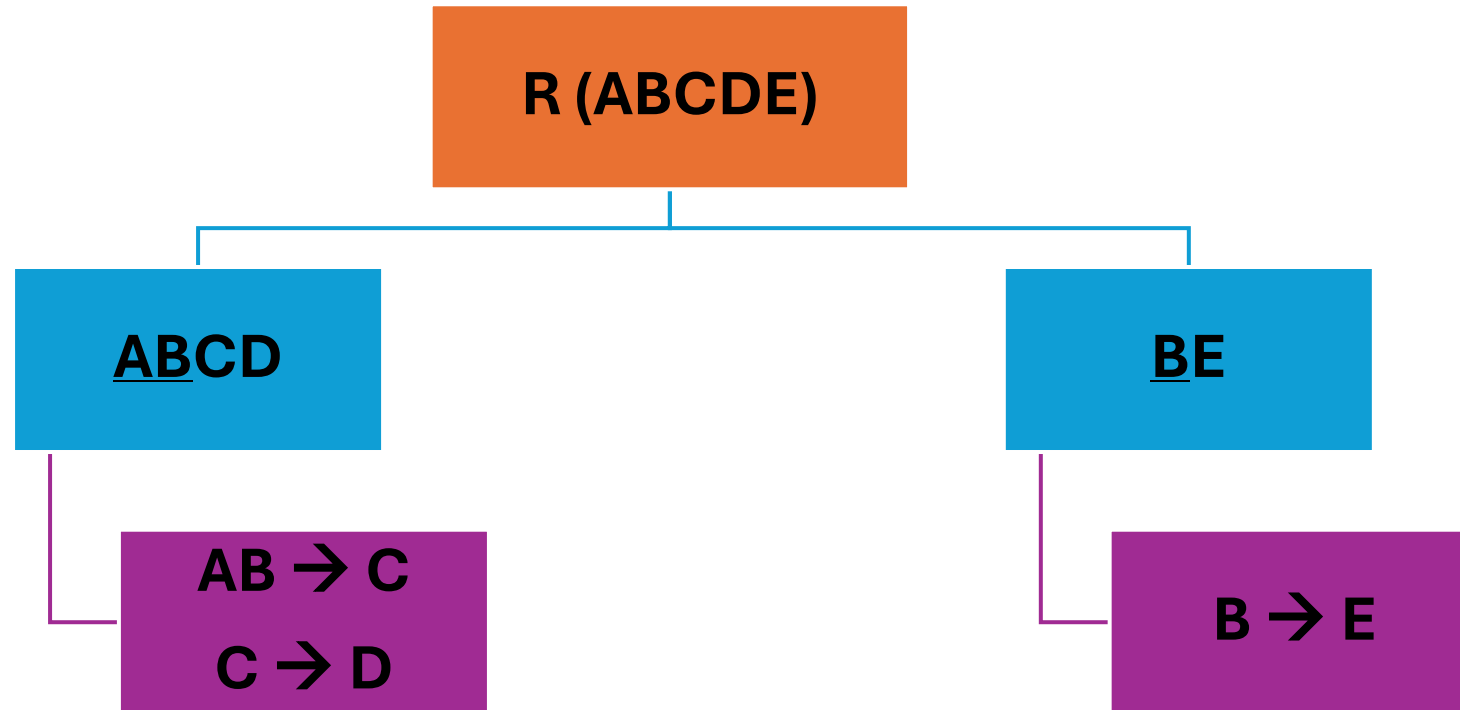 R (ABCDE)
ABCD
BE
AB → C
C → D
B → E